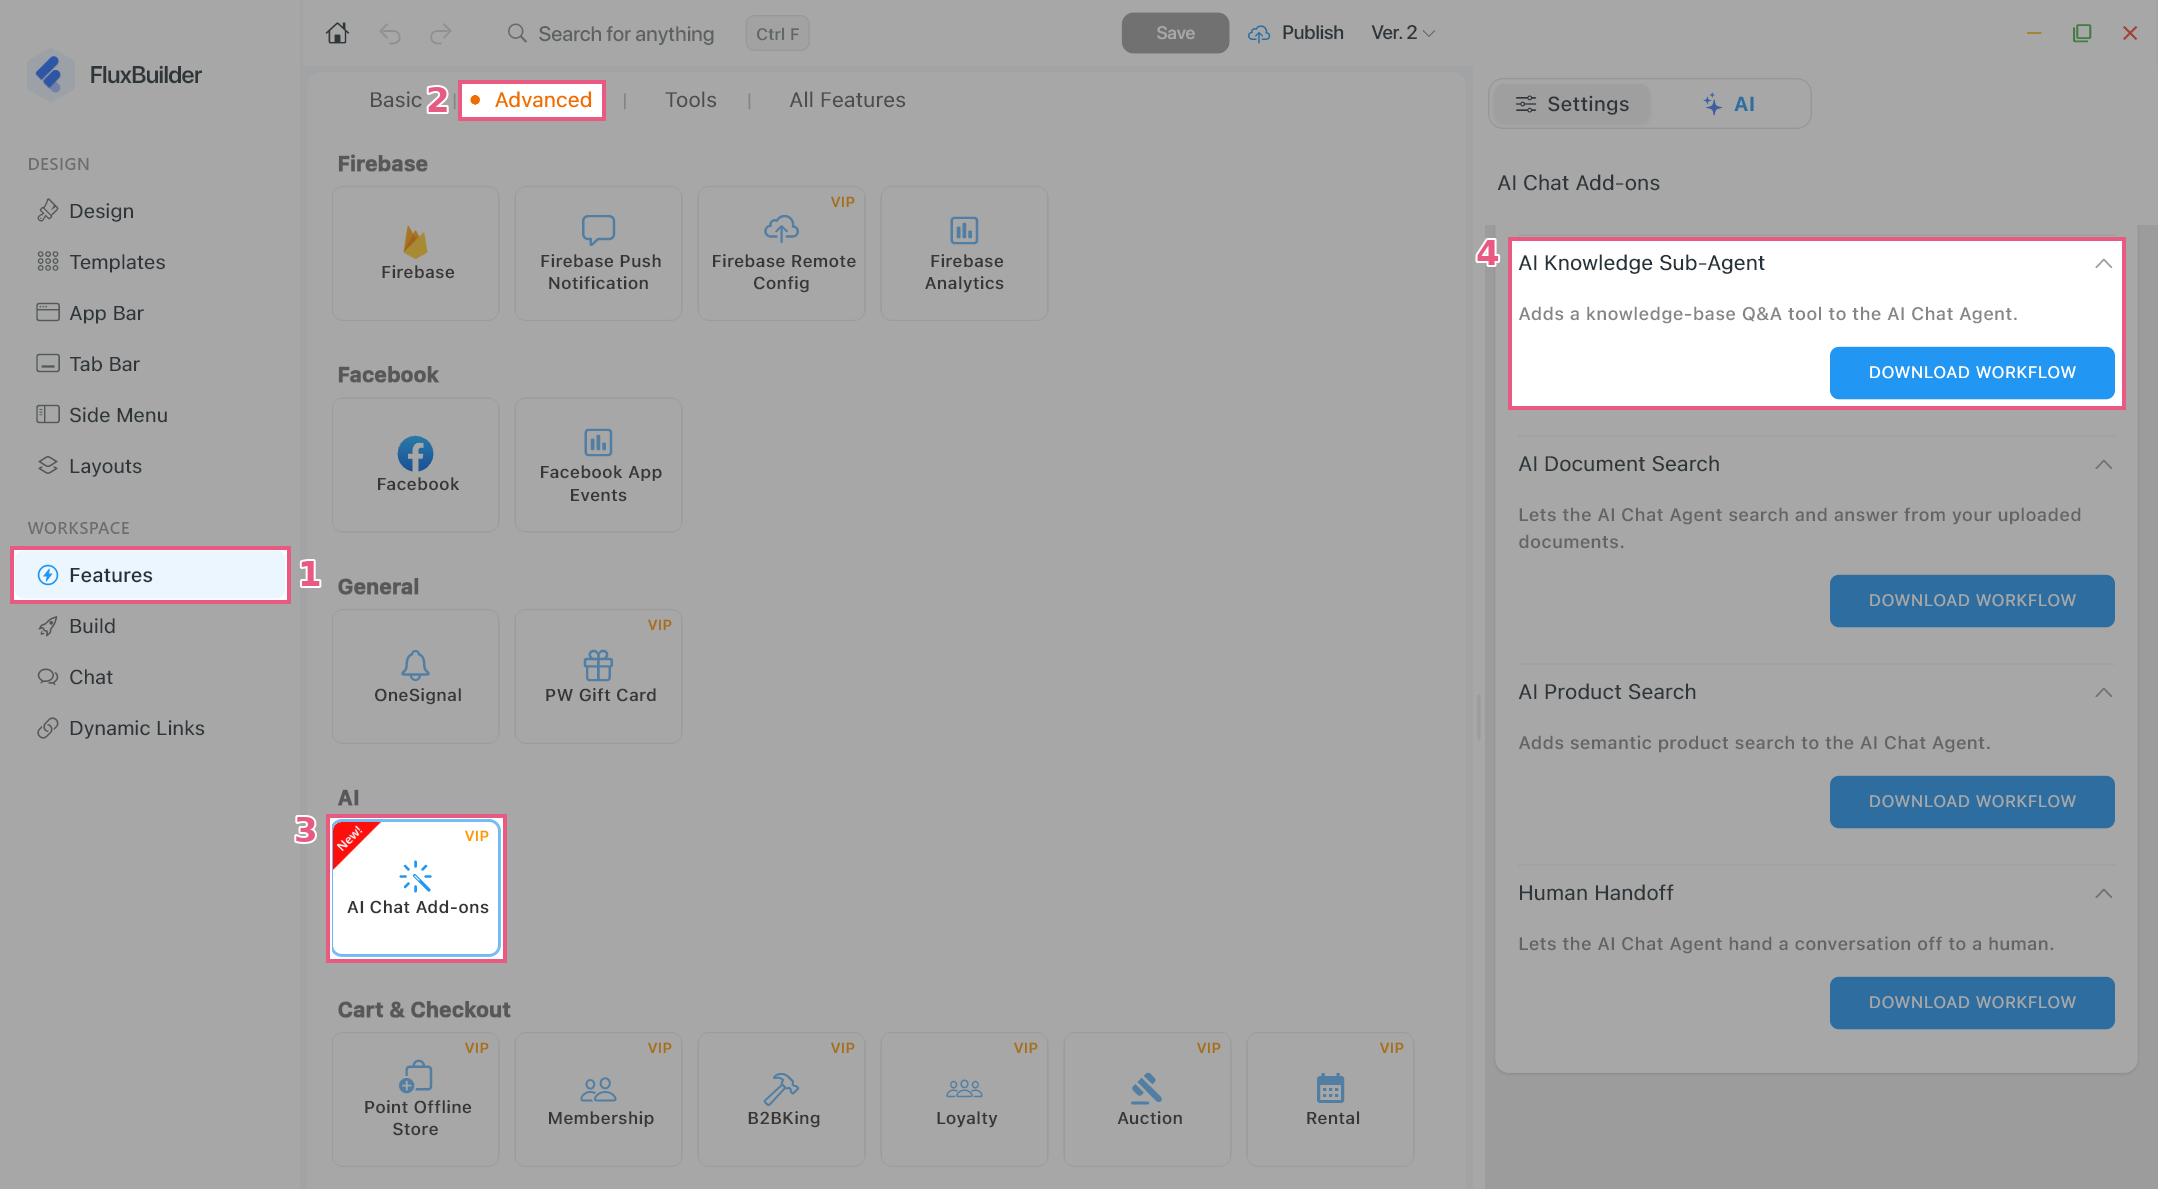 FluxBuilder
Search for anything
Ctrl F
Save
Publish
Ver. 2
DESIGN
Design
Templates
App Bar
Tab Bar
Side Menu
Layouts
WORKSPACE
Features
1
Build
Chat
Dynamic Links
Basic
2
Advanced
Tools
All Features
Firebase
Firebase
Firebase Push
Notification
VIP
Firebase Remote
Config
Firebase
Analytics
Facebook
Facebook
Facebook App
Events
General
OneSignal
VIP
PW Gift Card
AI
3
New!
VIP
AI Chat Add-ons
Cart & Checkout
VIP
Point Offline
Store
VIP
Membership
VIP
B2BKing
VIP
Loyalty
VIP
Auction
VIP
Rental
Settings
AI
AI Chat Add-ons
4
AI Knowledge Sub-Agent
Adds a knowledge-base Q&A tool to the AI Chat Agent.
DOWNLOAD WORKFLOW
AI Document Search
Lets the AI Chat Agent search and answer from your uploaded
documents.
DOWNLOAD WORKFLOW
AI Product Search
Adds semantic product search to the AI Chat Agent.
DOWNLOAD WORKFLOW
Human Handoff
Lets the AI Chat Agent hand a conversation off to a human.
DOWNLOAD WORKFLOW